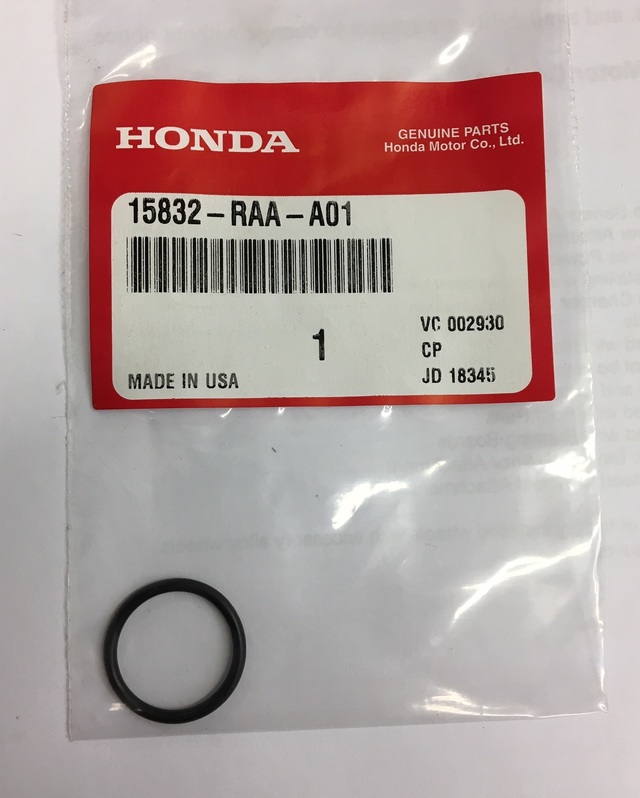 HONDA
GENUINE PARTS
Honda Motor Co., Ltd.
15832-RAA-A01
1
VC 002930
CP
MADE IN USA
JD 18345